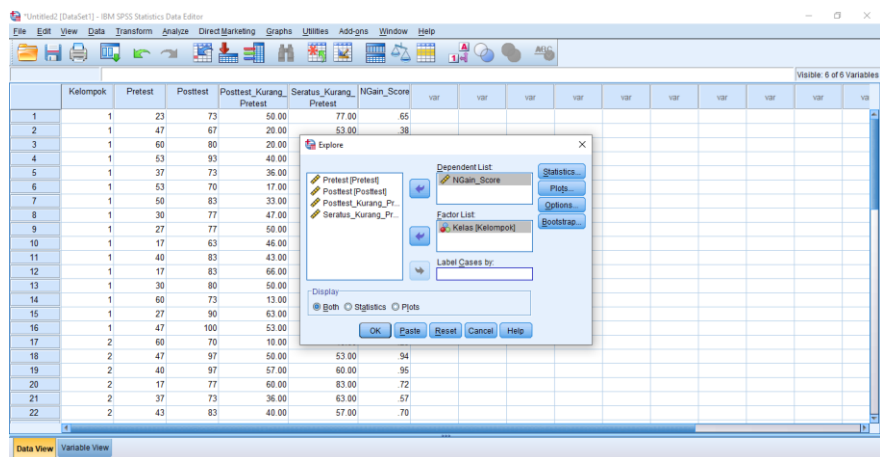 *Untitled2 [DataSet1] - IBM SPSS Statistics Data Editor
File Edit View Data Transform Analyze Direct Marketing Graphs Utilities Add-ons Window Help
Visible: 6 of 6 Variables
Kelompok Pretest Posttest Posttest_Kurang_Pretest Seratus_Kurang_Pretest NGain_Score var var var var var var var var va
1 1 23 73 50.00 77.00 .65
2 1 47 67 20.00 53.00 .38
3 1 60 80 20.00
4 1 53 93 40.00
5 1 37 73 36.00
6 1 53 70 17.00
7 1 50 83 33.00
8 1 30 77 47.00
9 1 27 77 50.00
10 1 17 63 46.00
11 1 40 83 43.00
12 1 17 83 66.00
13 1 30 80 50.00
14 1 60 73 13.00
15 1 27 90 63.00
16 1 47 100 53.00
17 2 60 70 10.00
18 2 47 97 50.00 53.00 .94
19 2 40 97 57.00 60.00 .95
20 2 17 77 60.00 83.00 .72
21 2 37 73 36.00 63.00 .57
22 2 43 83 40.00 57.00 .70
Explore
Pretest [Pretest]
Posttest [Posttest]
Posttest_Kurang_Pr...
Seratus_Kurang_Pr...
Dependent List:
NGain_Score
Factor List:
Kelas [Kelompok]
Label Cases by:
Statistics...
Plots...
Options...
Bootstrap...
Display
Both Statistics Plots
OK Paste Reset Cancel Help
Data View Variable View